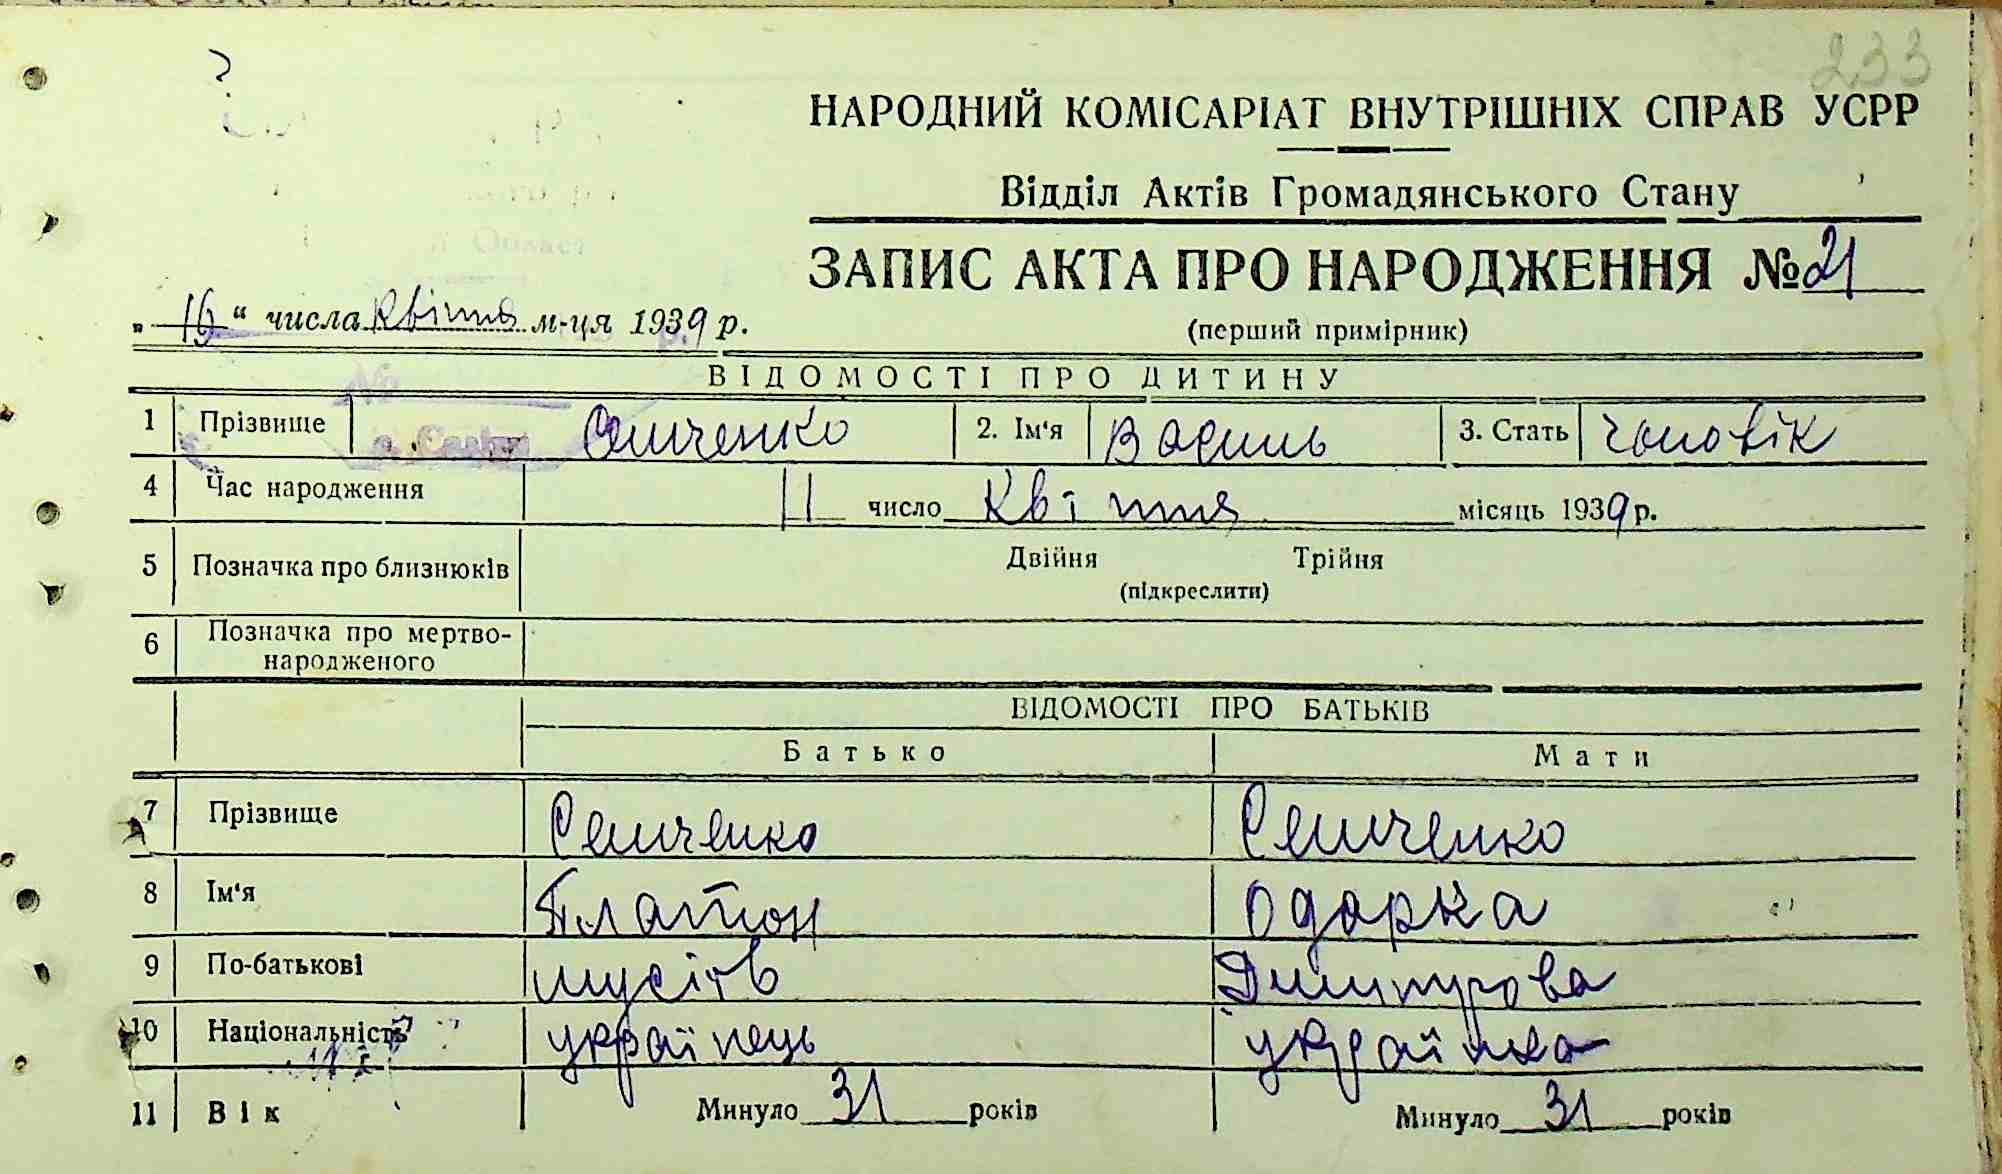 233
НАРОДНИЙ КОМІСАРІАТ ВНУТРІШНІХ СПРАВ УСРР
Відділ Актів Громадянського Стану
ЗАПИС АКТА ПРО НАРОДЖЕННЯ №21
„ 16 “ числа квітня м-ця 1939 р.
(перший примірник)
ВІДОМОСТІ ПРО ДИТИНУ
1 Прізвище Семченко 2. Ім‘я Василь 3. Стать чоловік
4 Час народження 11 число квітня місяць 1939 р.
5 Позначка про близнюків Двійня Трійня
(підкреслити)
6 Позначка про мертво-
народженого
ВІДОМОСТІ ПРО БАТЬКІВ
Батько Мати
7 Прізвище Семченко Семченко
8 Ім‘я Платон Одарка
9 По-батькові Мусіїв Дмитрова
10 Національність українець українка
11 Вік Минуло 31 років Минуло 31 років